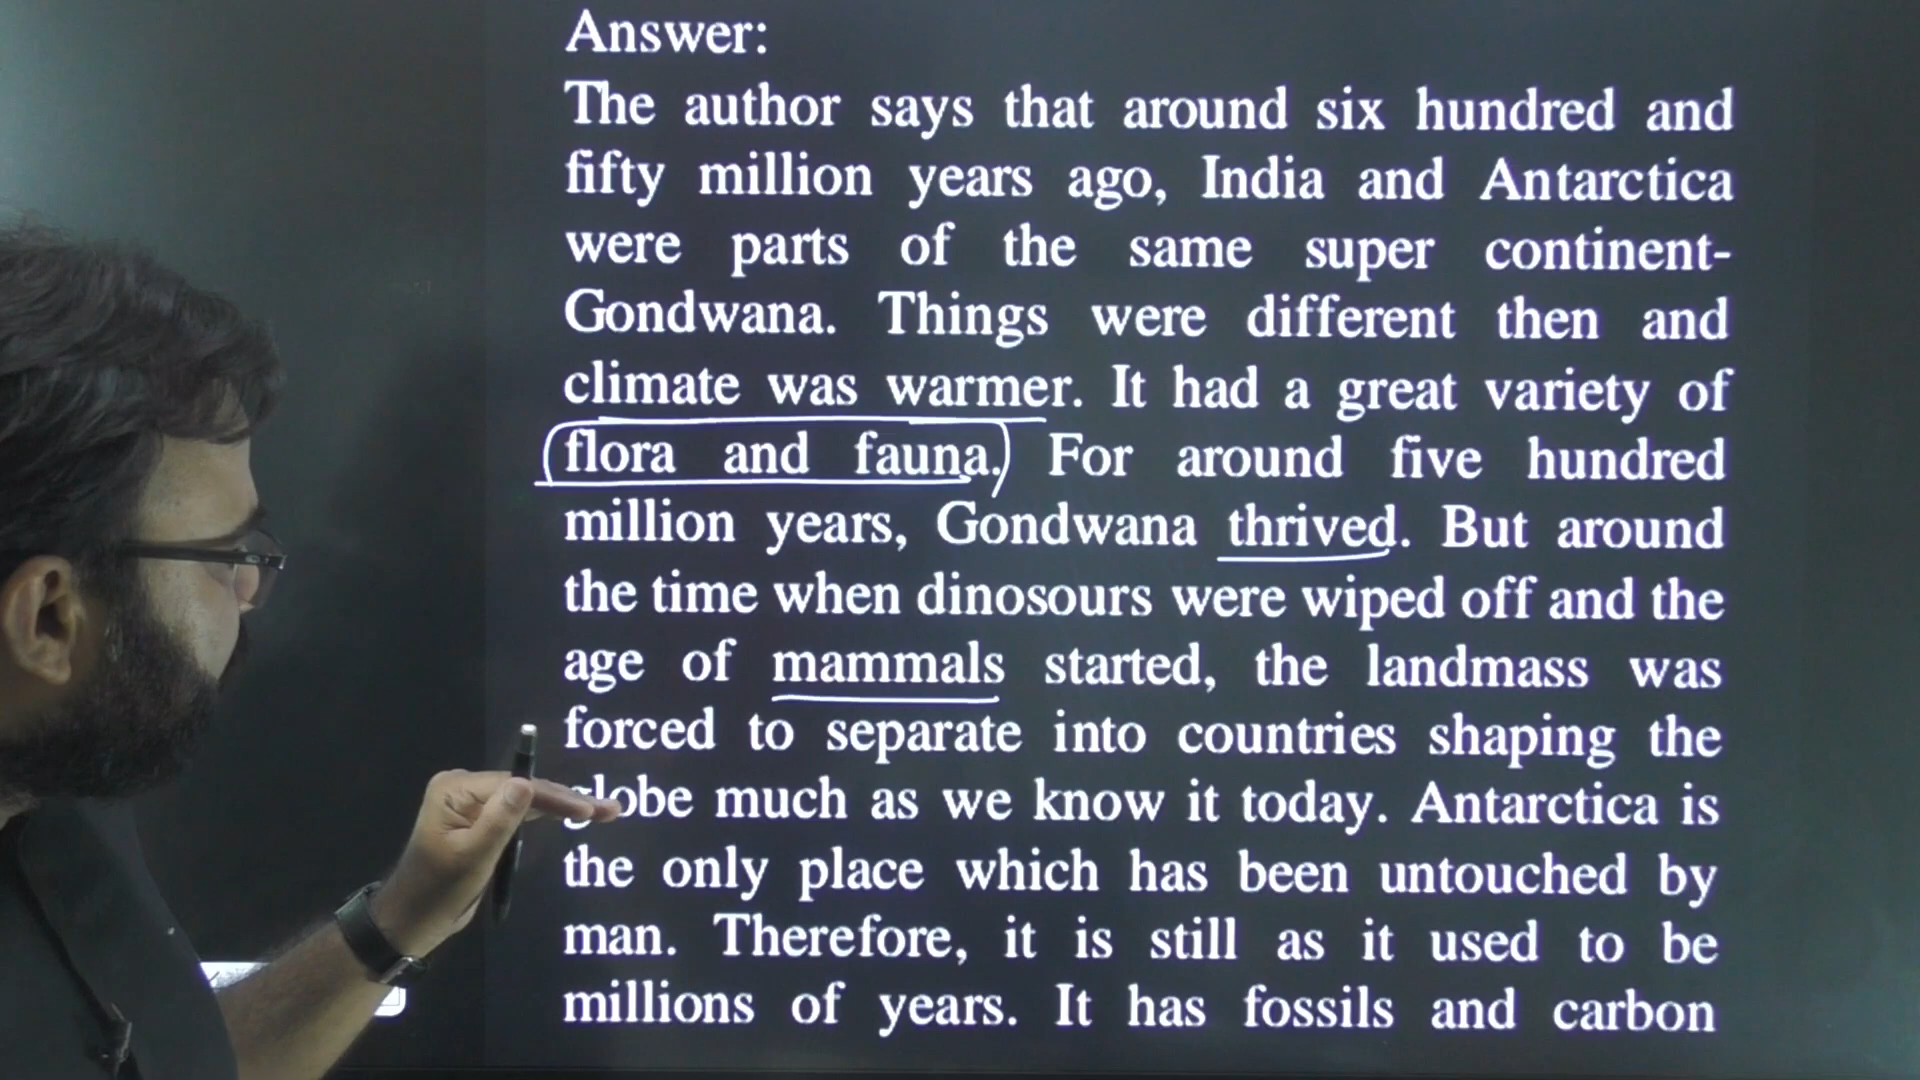 Answer:
The author says that around six hundred and
fifty million years ago, India and Antarctica
were parts of the same super continent-
Gondwana. Things were different then and
climate was warmer. It had a great variety of
flora and fauna. For around five hundred
million years, Gondwana thrived. But around
the time when dinosours were wiped off and the
age of mammals started, the landmass was
forced to separate into countries shaping the
globe much as we know it today. Antarctica is
the only place which has been untouched by
man. Therefore, it is still as it used to be
millions of years. It has fossils and carbon